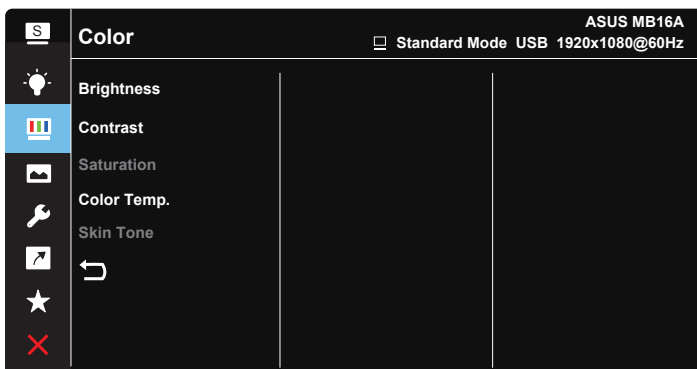 S
Color
ASUS MB16A
Standard Mode USB 1920x1080@60Hz
Brightness
Contrast
Saturation
Color Temp.
Skin Tone